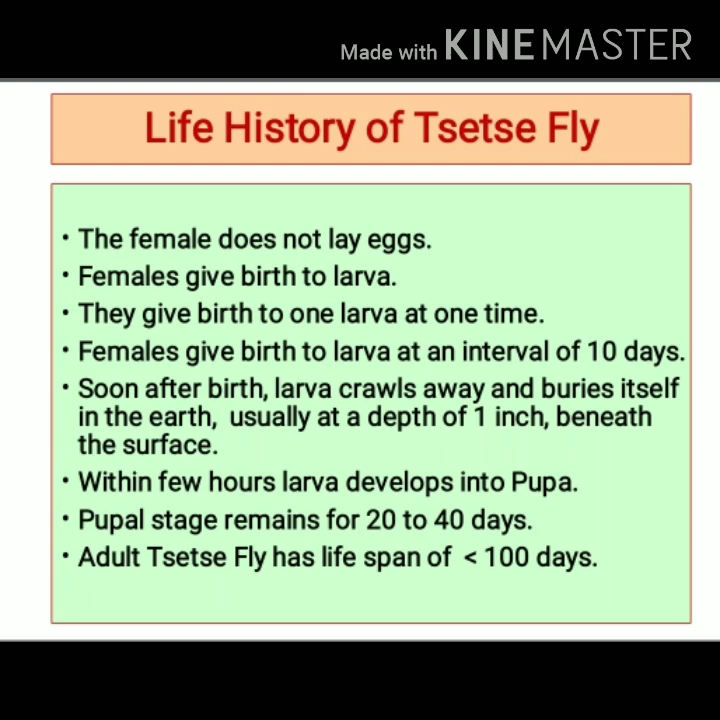 Made with KINEMASTER
Life History of Tsetse Fly
• The female does not lay eggs.
• Females give birth to larva.
• They give birth to one larva at one time.
• Females give birth to larva at an interval of 10 days.
• Soon after birth, larva crawls away and buries itself
in the earth, usually at a depth of 1 inch, beneath
the surface.
• Within few hours larva develops into Pupa.
• Pupal stage remains for 20 to 40 days.
• Adult Tsetse Fly has life span of < 100 days.